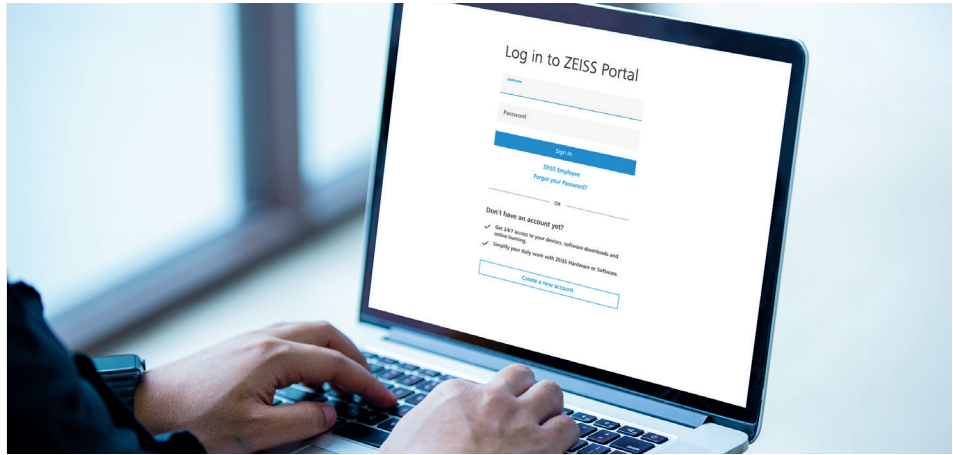 Log in to ZEISS Portal
Username
Password
Sign in
ZEISS Employee
Forgot your Password?
OR
Don't have an account yet?
✓ Get 24/7 access to your devices, software downloads and
online learning.
✓ Simplify your daily work with ZEISS Hardware or Software.
Create a new account